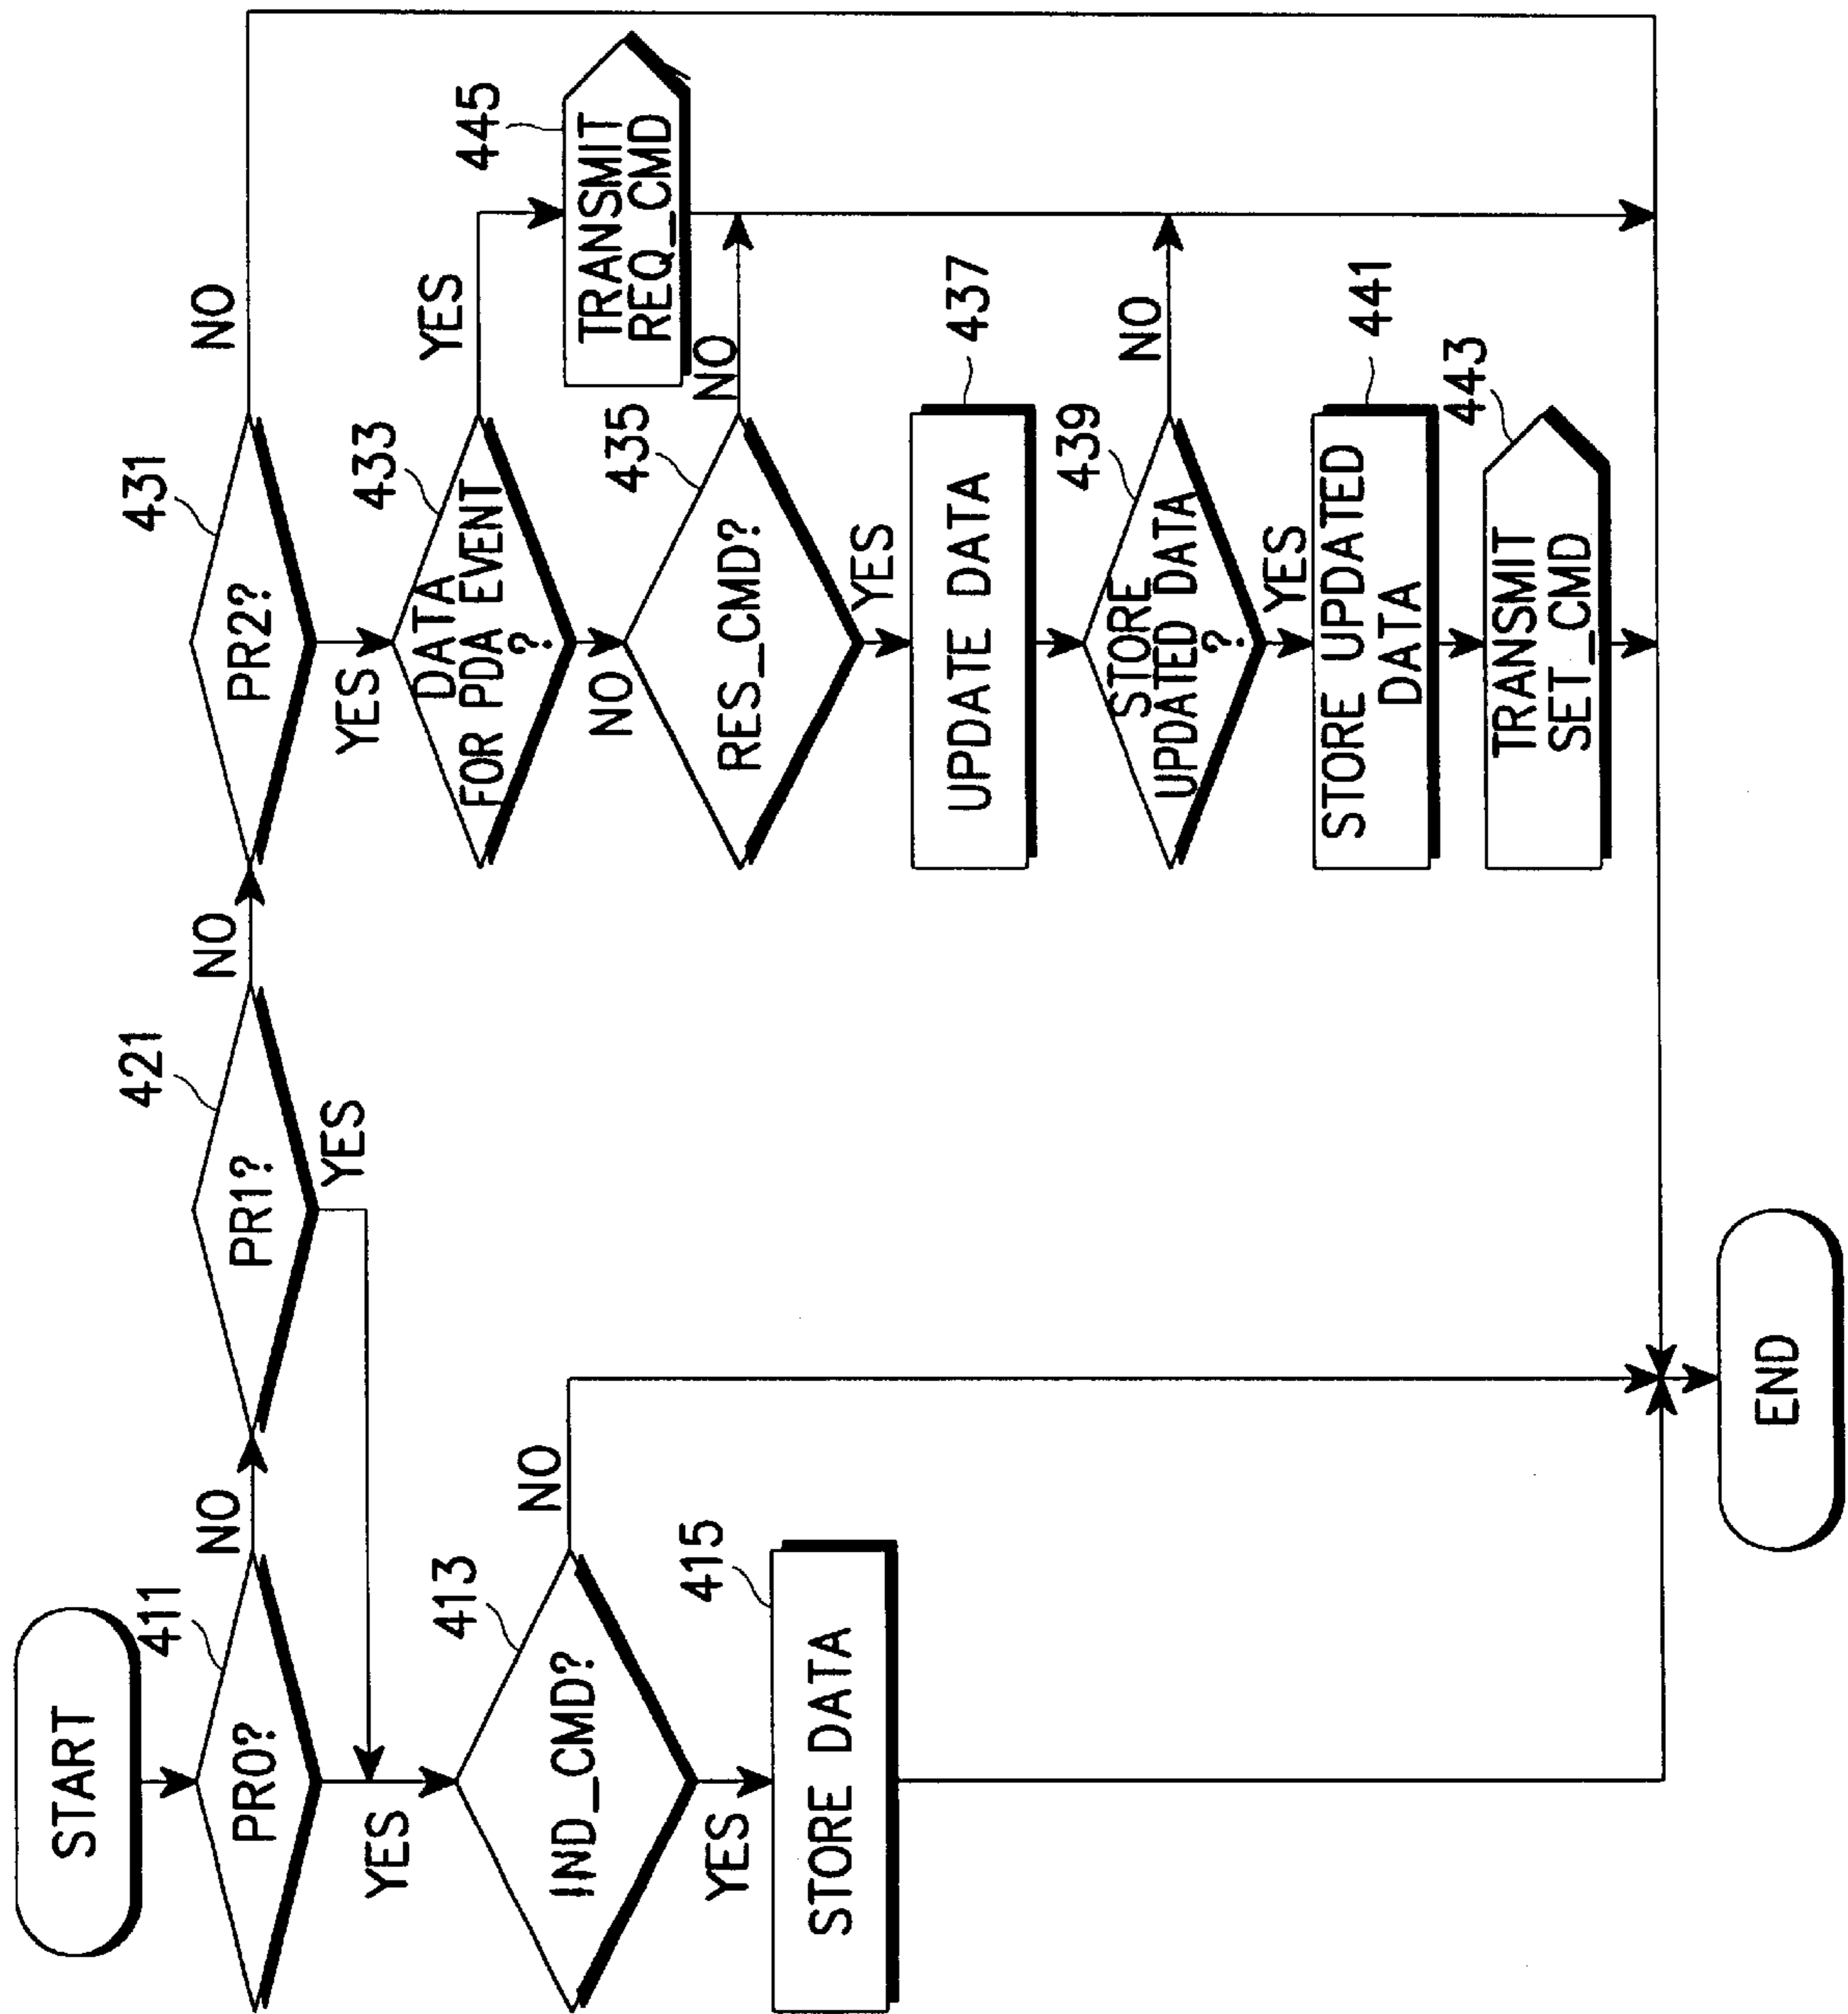 START
411
PR0?
NO
YES
413
IND_CMD?
NO
YES
415
STORE DATA
421
PR1?
NO
YES
431
PR2?
NO
YES
433
DATA
FOR PDA EVENT
?
YES
NO
445
TRANSMIT
REQ_CMD
435
RES_CMD?
NO
YES
437
UPDATE DATA
439
STORE
UPDATED DATA
?
NO
YES
441
STORE UPDATED
DATA
443
TRANSMIT
SET_CMD
END